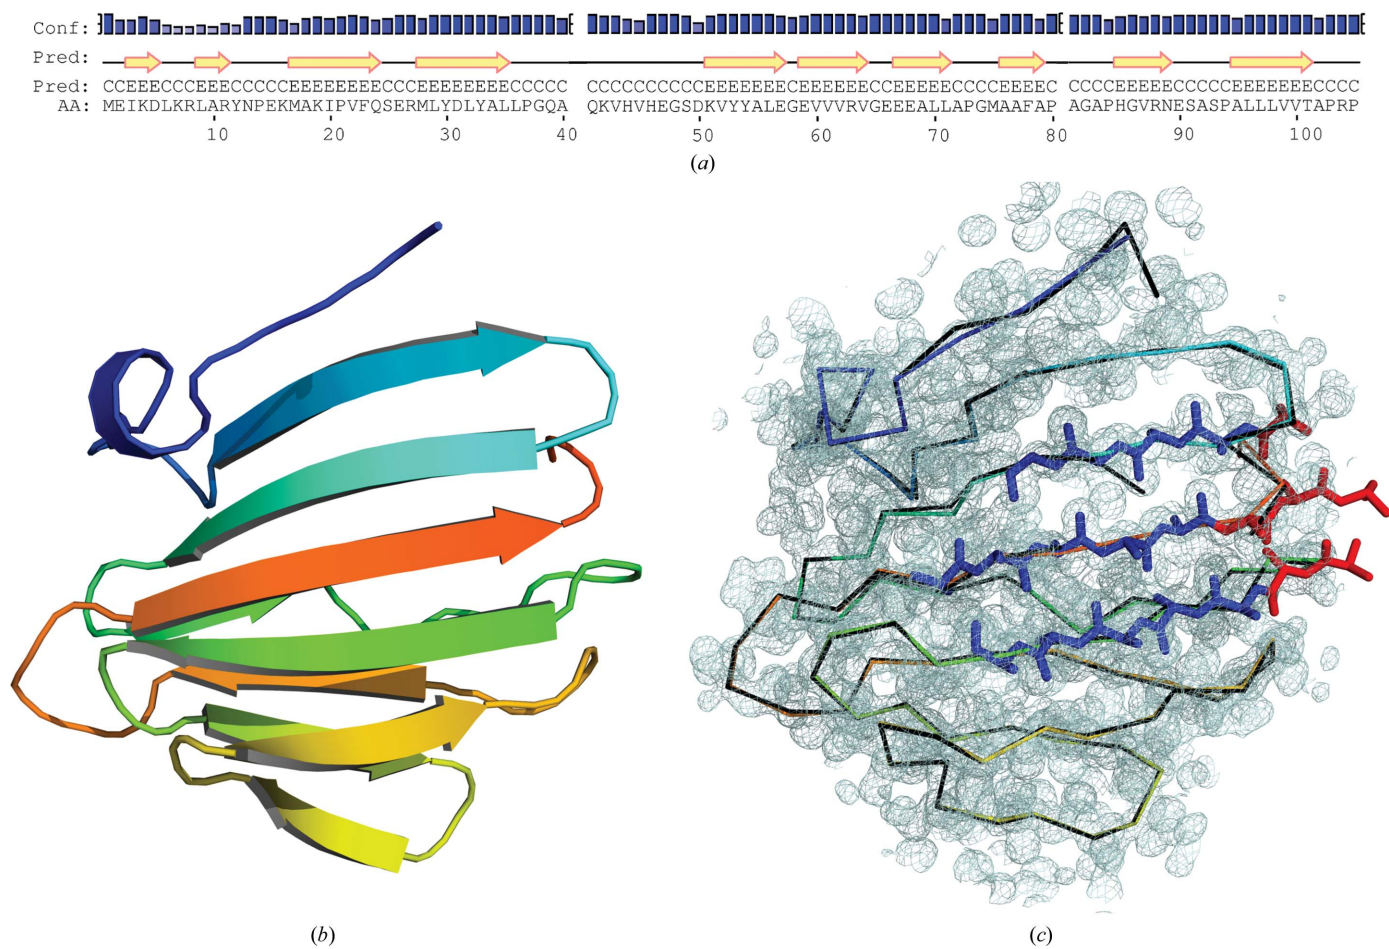 Conf:
Pred:
Pred: CCEEECCCEEECCCCCEEEEEEEECCCEEEEEEEECCCCC CCCCCCCCCCEEEEEEECEEEEEECCEEEEECCCCEEEEC CCCCEEEEECCCCCEEEEEEECCCC
AA: MEIKDLKRLARYNPEKMAKIPVFQSERMLYDLYALLPGQA QKVHVHEGSDKVYYALEGEVVVRVGEEEALLAPGMAAFAP AGAPHGVRNESASPALLLVVTAPRP
10 20 30 40 50 60 70 80 90 100
(a)
(b) (c)